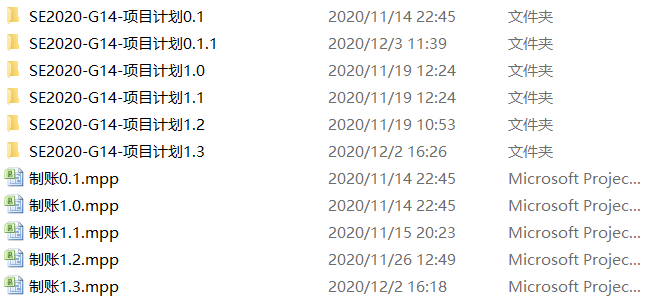 SE2020-G14-项目计划0.1 2020/11/14 22:45 文件夹
SE2020-G14-项目计划0.1.1 2020/12/3 11:39 文件夹
SE2020-G14-项目计划1.0 2020/11/19 12:24 文件夹
SE2020-G14-项目计划1.1 2020/11/19 12:24 文件夹
SE2020-G14-项目计划1.2 2020/11/19 10:53 文件夹
SE2020-G14-项目计划1.3 2020/12/2 16:26 文件夹
制账0.1.mpp 2020/11/14 22:45 Microsoft Projec...
制账1.0.mpp 2020/11/14 22:45 Microsoft Projec...
制账1.1.mpp 2020/11/15 20:23 Microsoft Projec...
制账1.2.mpp 2020/11/26 12:49 Microsoft Projec...
制账1.3.mpp 2020/12/2 16:18 Microsoft Projec...